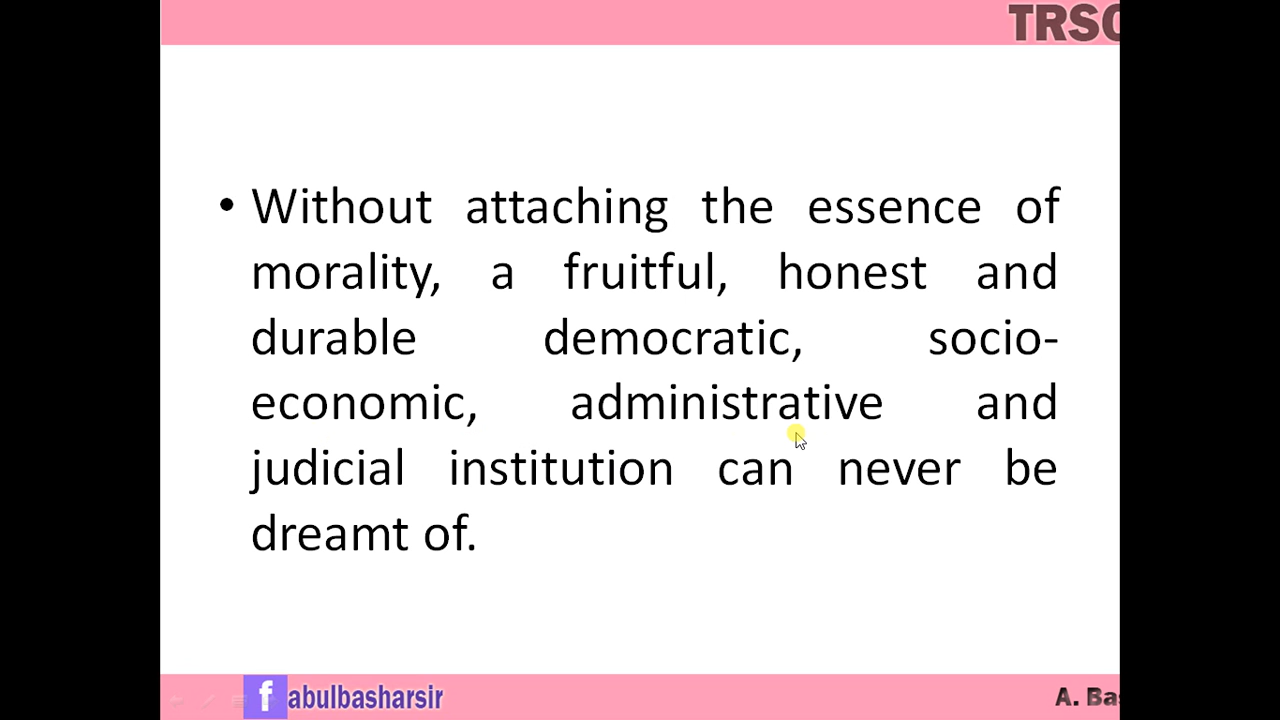 TRSC
• Without attaching the essence of
morality, a fruitful, honest and
durable democratic, socio-
economic, administrative and
judicial institution can never be
dreamt of.
f abulbasharsir
A. Bas